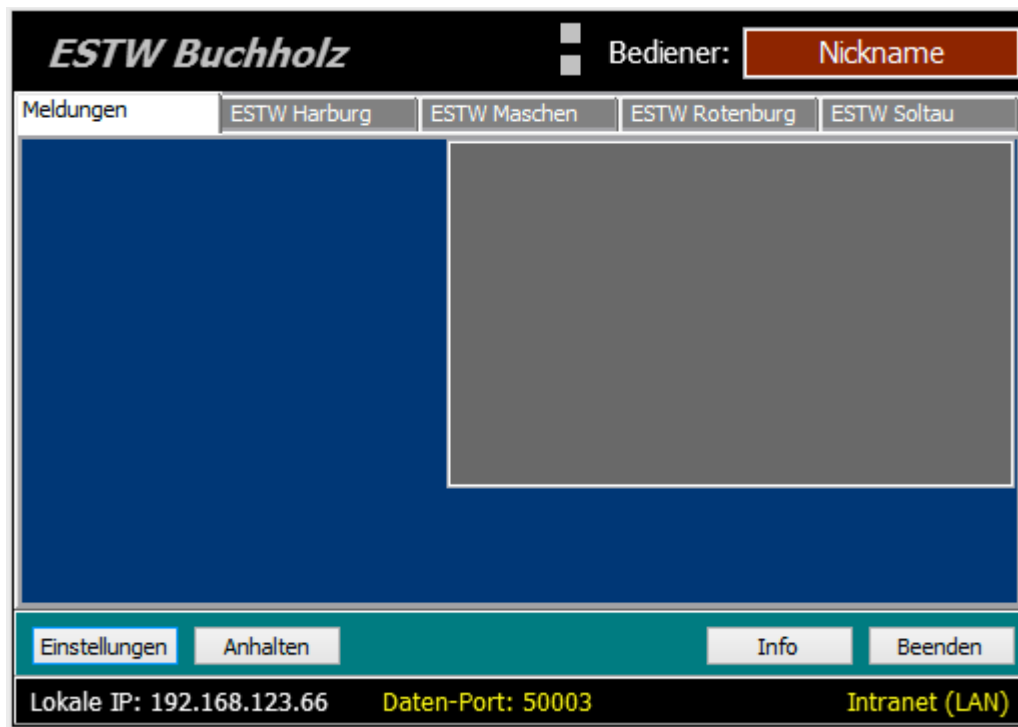 ESTW Buchholz Bediener: Nickname
Meldungen ESTW Harburg ESTW Maschen ESTW Rotenburg ESTW Soltau
Einstellungen Anhalten Info Beenden
Lokale IP: 192.168.123.66 Daten-Port: 50003 Intranet (LAN)